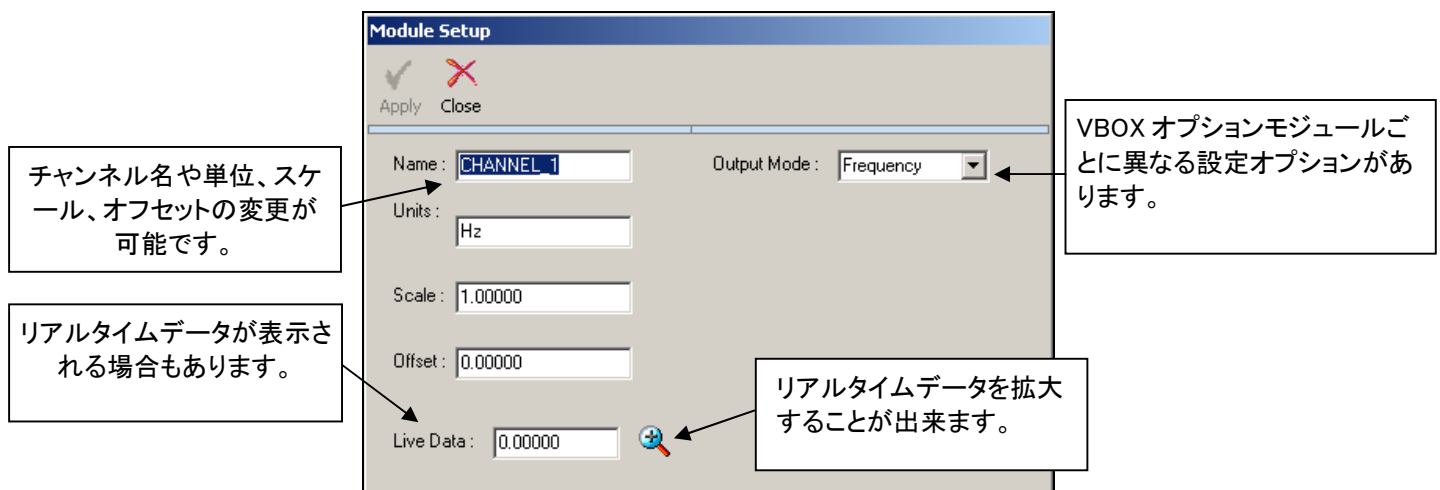 Module Setup
Apply Close
チャンネル名や単位、スケ
ール、オフセットの変更が
可能です。
Name : CHANNEL_1
Output Mode : Frequency
VBOX オプションモジュールご
とに異なる設定オプションがあ
ります。
Units :
Hz
Scale : 1.00000
リアルタイムデータが表示さ
れる場合もあります。
Offset : 0.00000
リアルタイムデータを拡大
することが出来ます。
Live Data : 0.00000